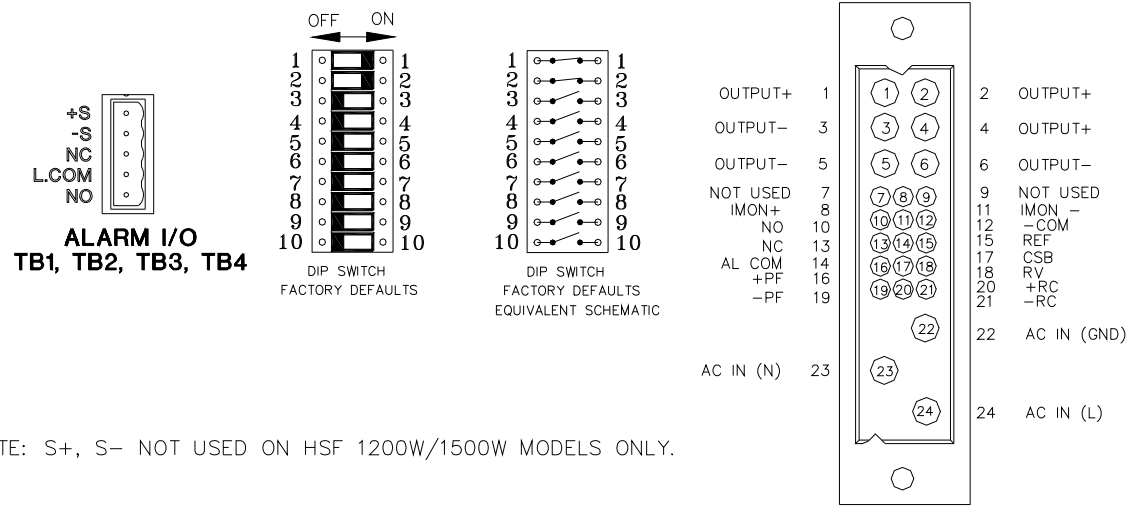 +S
-S
NC
L.COM
NO
ALARM I/O
TB1, TB2, TB3, TB4
OFF ON
1 1
2 2
3 3
4 4
5 5
6 6
7 7
8 8
9 9
10 10
DIP SWITCH
FACTORY DEFAULTS
1 1
2 2
3 3
4 4
5 5
6 6
7 7
8 8
9 9
10 10
DIP SWITCH
FACTORY DEFAULTS
EQUIVALENT SCHEMATIC
OUTPUT+ 1
OUTPUT− 3
OUTPUT− 5
NOT USED 7
IMON+ 8
NO 10
NC 13
AL COM 14
+PF 16
−PF 19
AC IN (N) 23
1 2
3 4
5 6
7 8 9
10 11 12
13 14 15
16 17 18
19 20 21
22
23
24
2 OUTPUT+
4 OUTPUT+
6 OUTPUT−
9 NOT USED
11 IMON −
12 −COM
15 REF
17 CSB
18 RV
20 +RC
21 −RC
22 AC IN (GND)
24 AC IN (L)
TE: S+, S− NOT USED ON HSF 1200W/1500W MODELS ONLY.